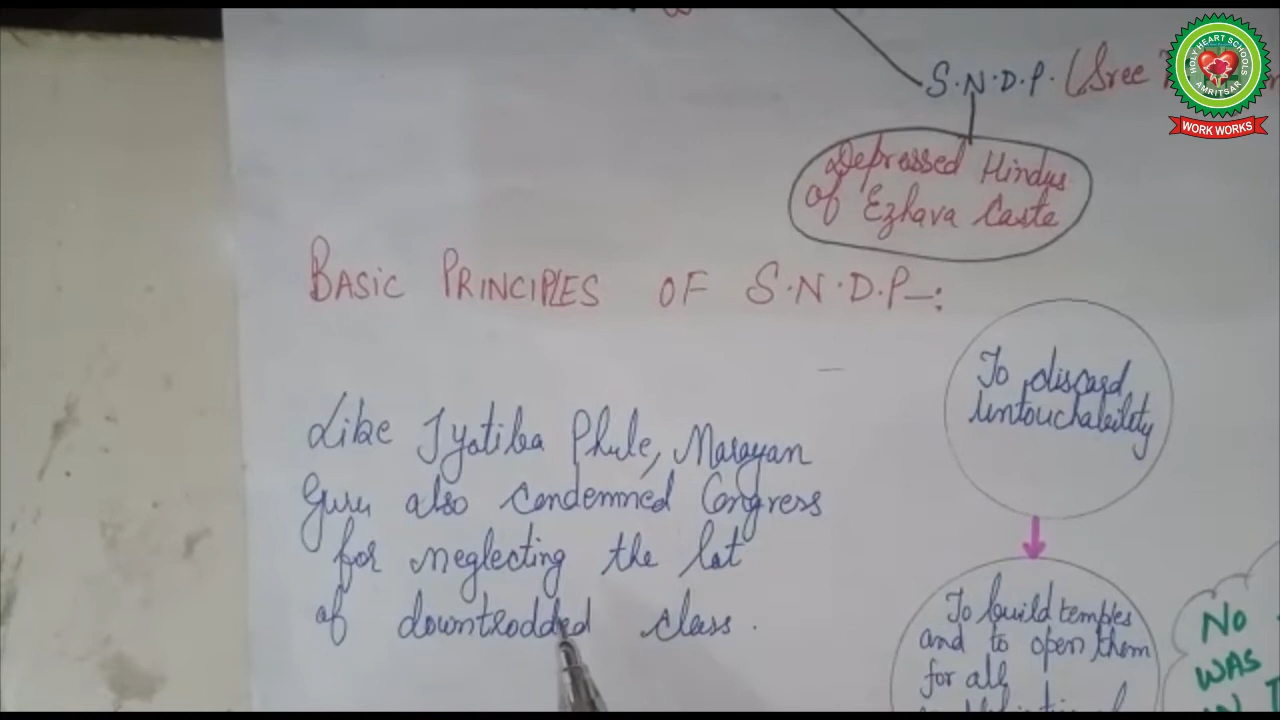 S.N.D.P. (Sree
Depressed Hindus
of Ezhava Caste
BASIC PRINCIPLES OF S.N.D.P-:
Like Jyotiba Phule, Narayan
Guru also condemned Congress
for neglecting the lot
of downtrodded class.
To discard
untouchability
To build temples
and to open them
for all
NO
WAS
IN
HOLY HEART SCHOOLS
AMRITSAR
WORK WORKS